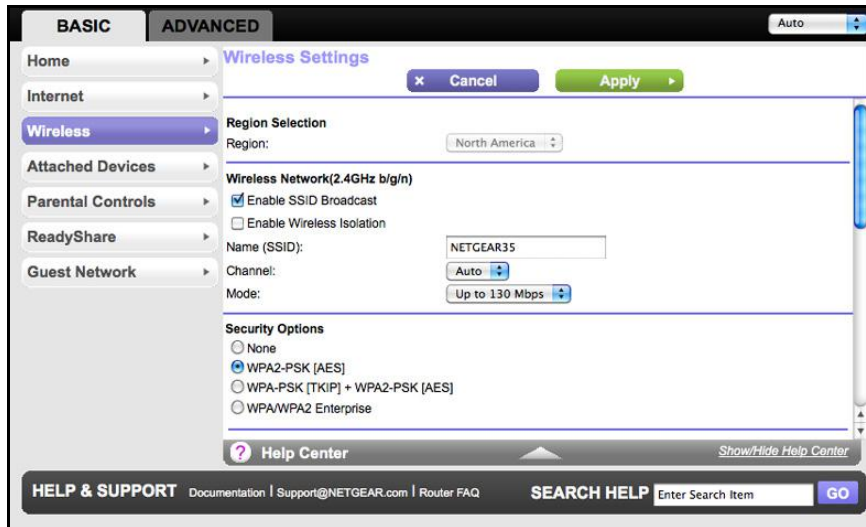 BASIC
ADVANCED
Auto
Home
Internet
Wireless
Attached Devices
Parental Controls
ReadyShare
Guest Network
Wireless Settings
× Cancel
Apply
Region Selection
Region: North America
Wireless Network(2.4GHz b/g/n)
Enable SSID Broadcast
Enable Wireless Isolation
Name (SSID): NETGEAR35
Channel: Auto
Mode: Up to 130 Mbps
Security Options
None
WPA2-PSK [AES]
WPA-PSK [TKIP] + WPA2-PSK [AES]
WPA/WPA2 Enterprise
? Help Center
Show/Hide Help Center
HELP & SUPPORT Documentation | Support@NETGEAR.com | Router FAQ
SEARCH HELP Enter Search Item GO